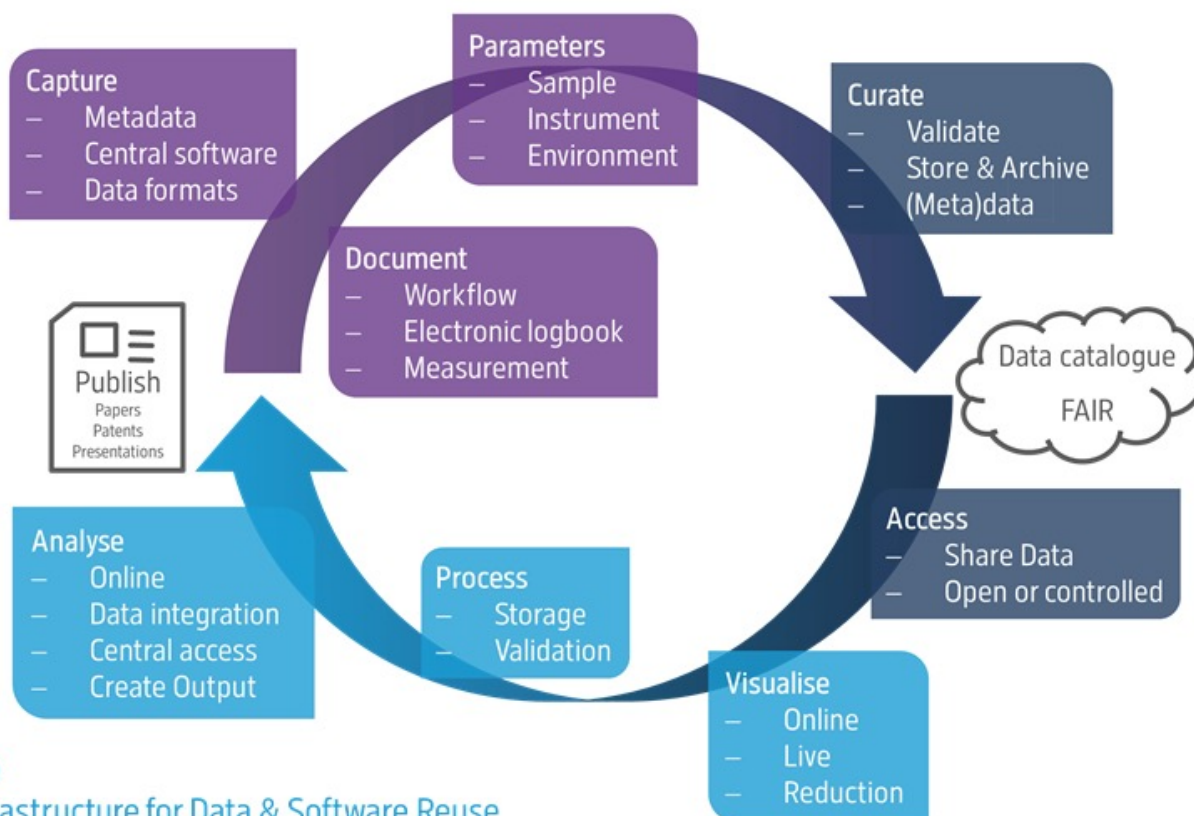 Capture
– Metadata
– Central software
– Data formats
Parameters
– Sample
– Instrument
– Environment
Curate
– Validate
– Store & Archive
– (Meta)data
Document
– Workflow
– Electronic logbook
– Measurement
Publish
Papers
Patents
Presentations
Data catalogue
FAIR
Access
– Share Data
– Open or controlled
Analyse
– Online
– Data integration
– Central access
– Create Output
Process
– Storage
– Validation
Visualise
– Online
– Live
– Reduction
for Data & Software Reuse